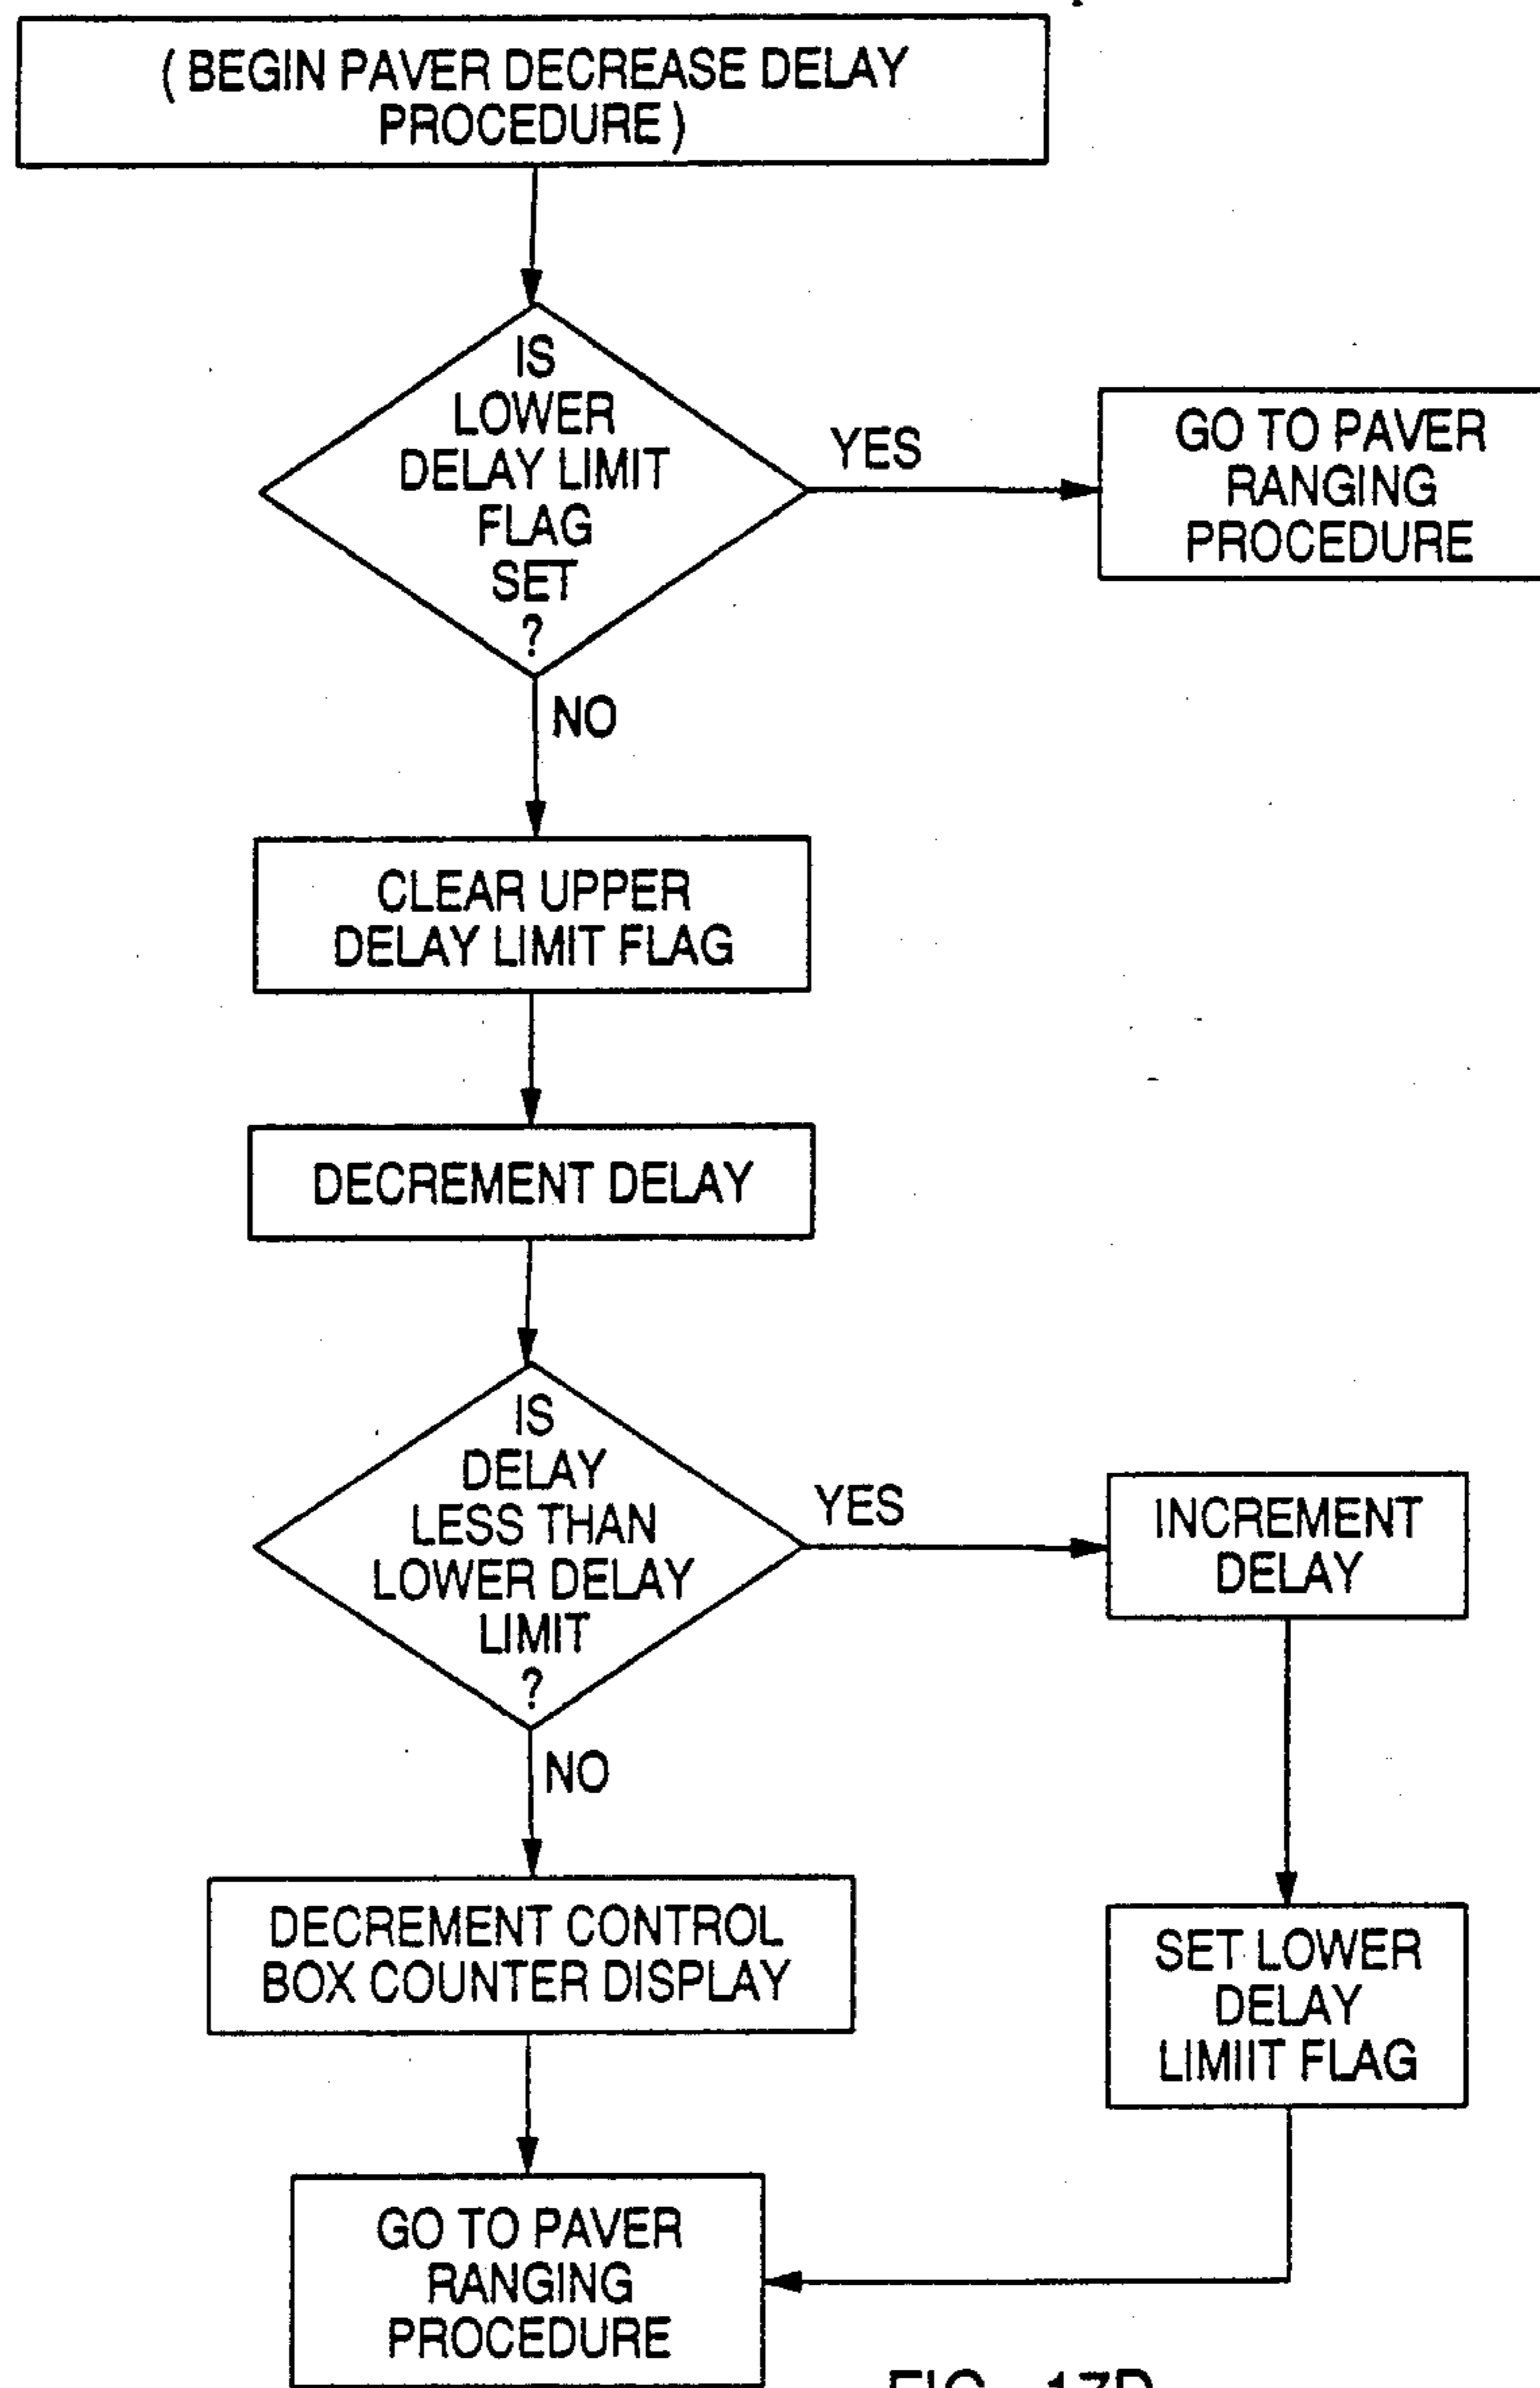 ( BEGIN PAVER DECREASE DELAY
PROCEDURE )
IS
LOWER
DELAY LIMIT
FLAG
SET
?
YES
GO TO PAVER
RANGING
PROCEDURE
NO
CLEAR UPPER
DELAY LIMIT FLAG
DECREMENT DELAY
IS
DELAY
LESS THAN
LOWER DELAY
LIMIT
?
YES
INCREMENT
DELAY
NO
DECREMENT CONTROL
BOX COUNTER DISPLAY
SET LOWER
DELAY
LIMIIT FLAG
GO TO PAVER
RANGING
PROCEDURE